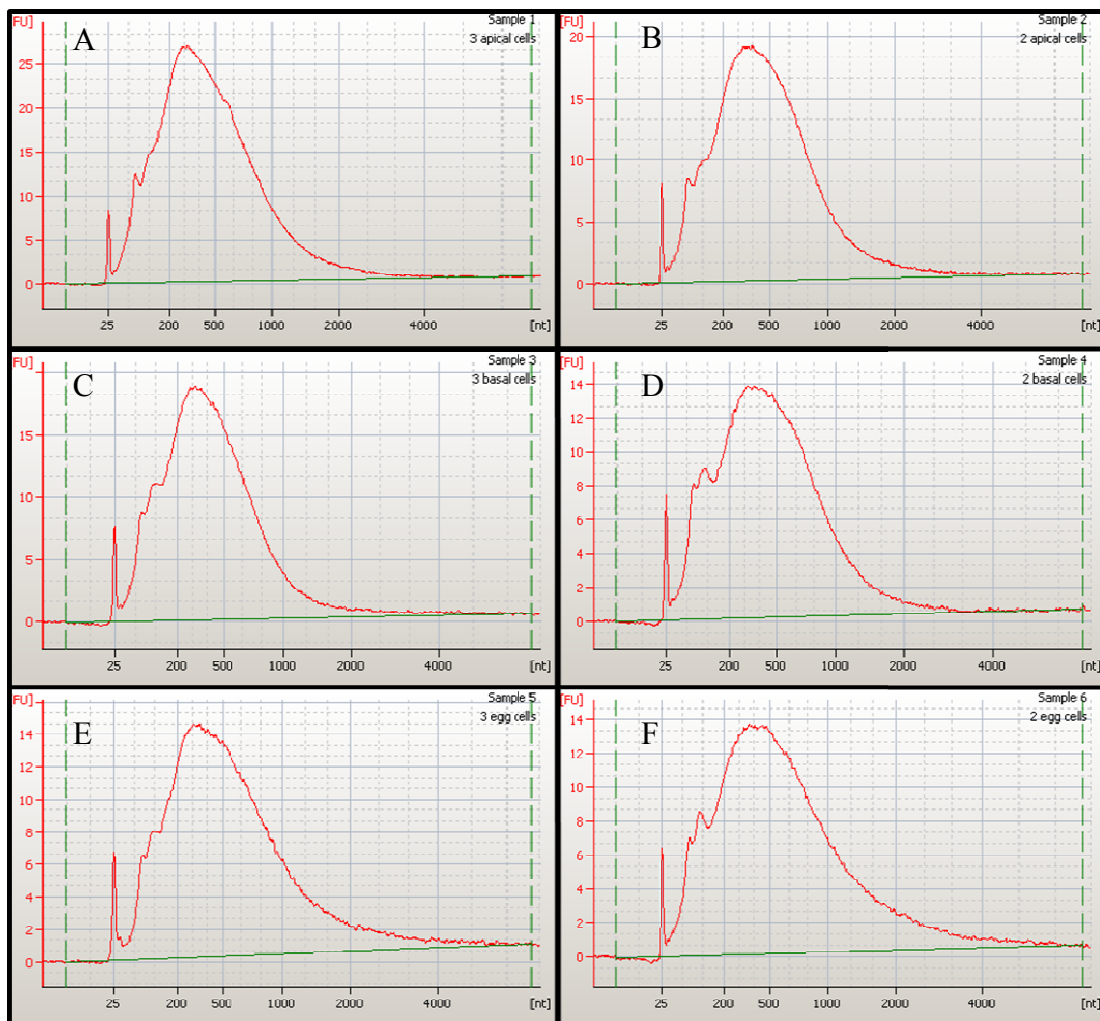 [FU] Sample 1
A 3 apical cells
25
20
15
10
5
0
25 200 500 1000 2000 4000 [nt]
[FU] Sample 2
B 2 apical cells
20
15
10
5
0
25 200 500 1000 2000 4000 [nt]
[FU] Sample 3
C 3 basal cells
15
10
5
0
25 200 500 1000 2000 4000 [nt]
[FU] Sample 4
D 2 basal cells
14
12
10
8
6
4
2
0
25 200 500 1000 2000 4000 [nt]
[FU] Sample 5
E 3 egg cells
14
12
10
8
6
4
2
0
25 200 500 1000 2000 4000 [nt]
[FU] Sample 6
F 2 egg cells
14
12
10
8
6
4
2
0
25 200 500 1000 2000 4000 [nt]